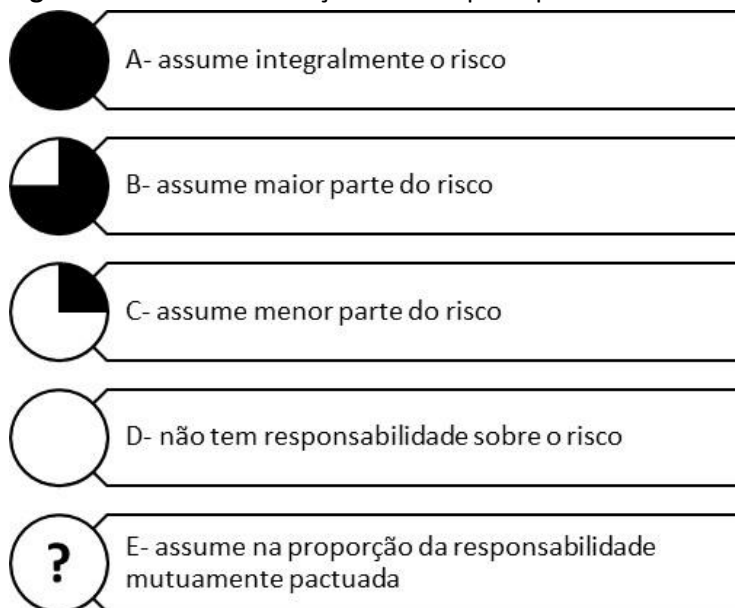 A- assume integralmente o risco
B- assume maior parte do risco
C- assume menor parte do risco
D- não tem responsabilidade sobre o risco
?
E- assume na proporção da responsabilidade
mutuamente pactuada